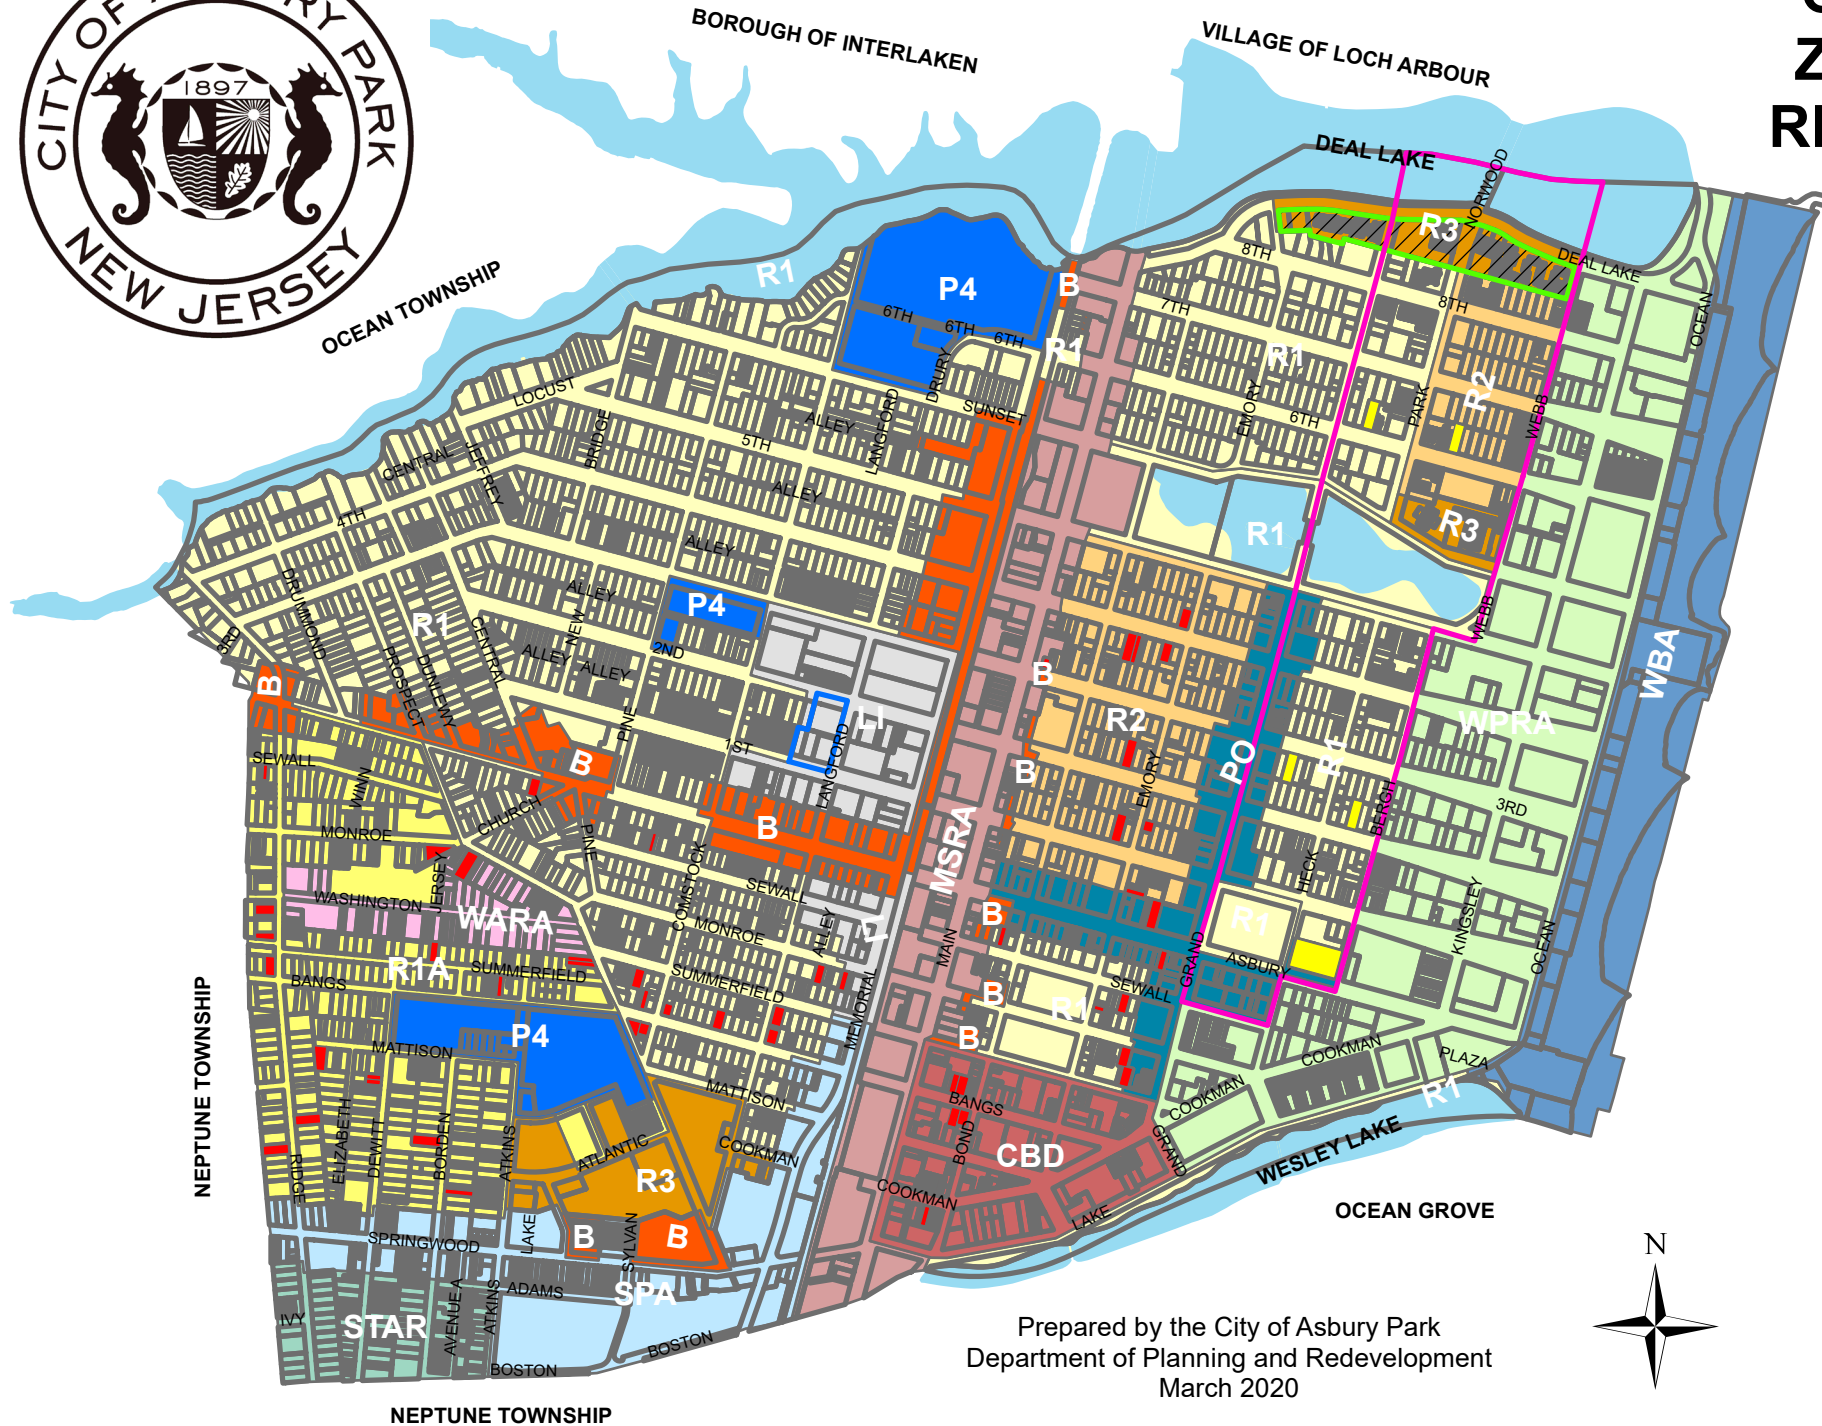 CITY OF ASBURY PARK
1897
NEW JERSEY
BOROUGH OF INTERLAKEN
VILLAGE OF LOCH ARBOUR
Z
DEAL LAKE
NORWOOD
OCEAN TOWNSHIP
R1
P4
B
8TH
R3
DEAL LAKE
6TH
6TH
6TH
7TH
8TH
OCEAN
R1
R1
DRURY
LOCUST
SUNSET
R2
ALLEY
LANGFORD
EMORY
6TH
PARK
WEBB
BRIDGE
5TH
CENTRAL
JEFFREY
ALLEY
4TH
R1
R3
ALLEY
DRUMMOND
ALLEY
P4
NEW
R1
3RD
CENTRAL
2ND
WEBB
ALLEY
ALLEY
PROSPECT
DUNLEWY
B
B
WBA
PINE
LI
R2
WPRA
1ST
LANGFORD
PO
R4
SEWALL
WINN
B
B
EMORY
BERGH
3RD
MONROE
CHURCH
PINE
B
MSRA
JERSEY
COMSTOCK
SEWALL
HECK
WASHINGTON
WARA
MONROE
ALLEY
LI
B
R1
KINGSLEY
MAIN
GRAND
ASBURY
OCEAN
R1A
SUMMERFIELD
SUMMERFIELD
BANGS
B
SEWALL
R1
MEMORIAL
P4
B
MATTISON
COOKMAN
PLAZA
NEPTUNE TOWNSHIP
MATTISON
BANGS
COOKMAN
R1
RIDGE
ELIZABETH
DEWITT
BORDEN
ATKINS
ATLANTIC
COOKMAN
BOND
CBD
GRAND
WESLEY LAKE
R3
COOKMAN
LAKE
OCEAN GROVE
SPRINGWOOD
LAKE
B
SYLVAN
B
N
IVY
STAR
AVENUE A
ATKINS
ADAMS
SPA
BOSTON
BOSTON
Prepared by the City of Asbury Park
Department of Planning and Redevelopment
March 2020
NEPTUNE TOWNSHIP